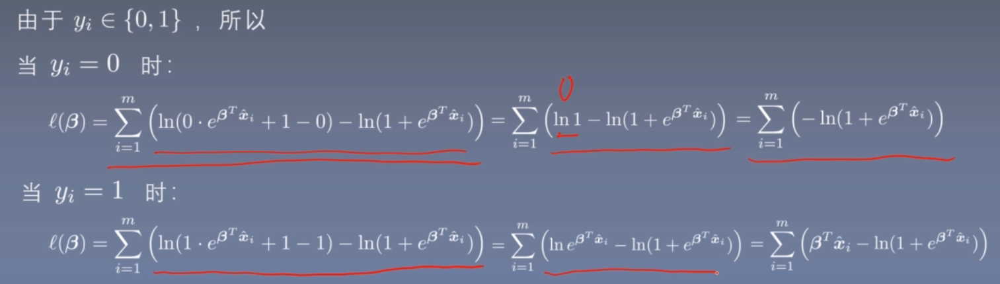 由于 $y_i \in \{0,1\}$ ，所以
当 $y_i = 0$ 时：
0
$\ell(\boldsymbol{\beta}) = \sum_{i=1}^{m} \left( \ln(0 \cdot e^{\boldsymbol{\beta}^T \hat{\boldsymbol{x}}_i} + 1 - 0) - \ln(1 + e^{\boldsymbol{\beta}^T \hat{\boldsymbol{x}}_i}) \right) = \sum_{i=1}^{m} \left( \ln 1 - \ln(1 + e^{\boldsymbol{\beta}^T \hat{\boldsymbol{x}}_i}) \right) = \sum_{i=1}^{m} \left( -\ln(1 + e^{\boldsymbol{\beta}^T \hat{\boldsymbol{x}}_i}) \right)$
当 $y_i = 1$ 时：
$\ell(\boldsymbol{\beta}) = \sum_{i=1}^{m} \left( \ln(1 \cdot e^{\boldsymbol{\beta}^T \hat{\boldsymbol{x}}_i} + 1 - 1) - \ln(1 + e^{\boldsymbol{\beta}^T \hat{\boldsymbol{x}}_i}) \right) = \sum_{i=1}^{m} \left( \ln e^{\boldsymbol{\beta}^T \hat{\boldsymbol{x}}_i} - \ln(1 + e^{\boldsymbol{\beta}^T \hat{\boldsymbol{x}}_i}) \right) = \sum_{i=1}^{m} \left( \boldsymbol{\beta}^T \hat{\boldsymbol{x}}_i - \ln(1 + e^{\boldsymbol{\beta}^T \hat{\boldsymbol{x}}_i}) \right)$